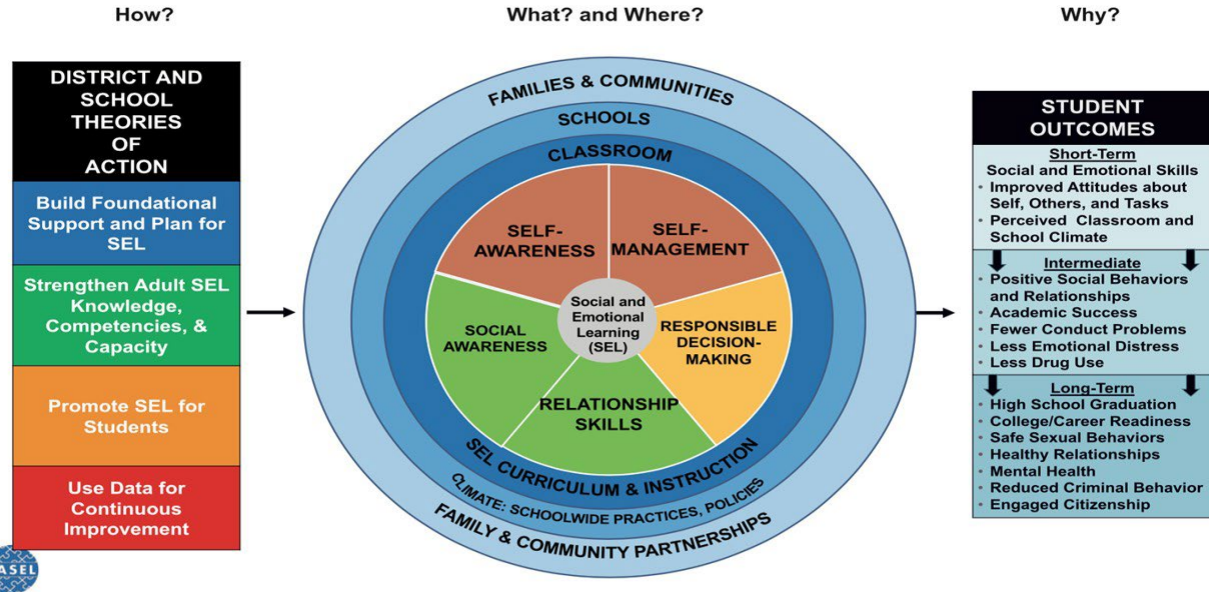 How?
What? and Where?
Why?
DISTRICT AND
SCHOOL
THEORIES
OF
ACTION
Build Foundational
Support and Plan for
SEL
Strengthen Adult SEL
Knowledge,
Competencies, &
Capacity
Promote SEL for
Students
Use Data for
Continuous
Improvement
ASEL
FAMILIES & COMMUNITIES
SCHOOLS
CLASSROOM
SELF-
AWARENESS
SELF-
MANAGEMENT
SOCIAL
AWARENESS
Social and
Emotional
Learning
(SEL)
RESPONSIBLE
DECISION-
MAKING
RELATIONSHIP
SKILLS
SEL CURRICULUM & INSTRUCTION
CLIMATE: SCHOOLWIDE PRACTICES, POLICIES
FAMILY & COMMUNITY PARTNERSHIPS
STUDENT
OUTCOMES
Short-Term
Social and Emotional Skills
• Improved Attitudes about
Self, Others, and Tasks
• Perceived Classroom and
School Climate
Intermediate
• Positive Social Behaviors
and Relationships
• Academic Success
• Fewer Conduct Problems
• Less Emotional Distress
• Less Drug Use
Long-Term
• High School Graduation
• College/Career Readiness
• Safe Sexual Behaviors
• Healthy Relationships
• Mental Health
• Reduced Criminal Behavior
• Engaged Citizenship